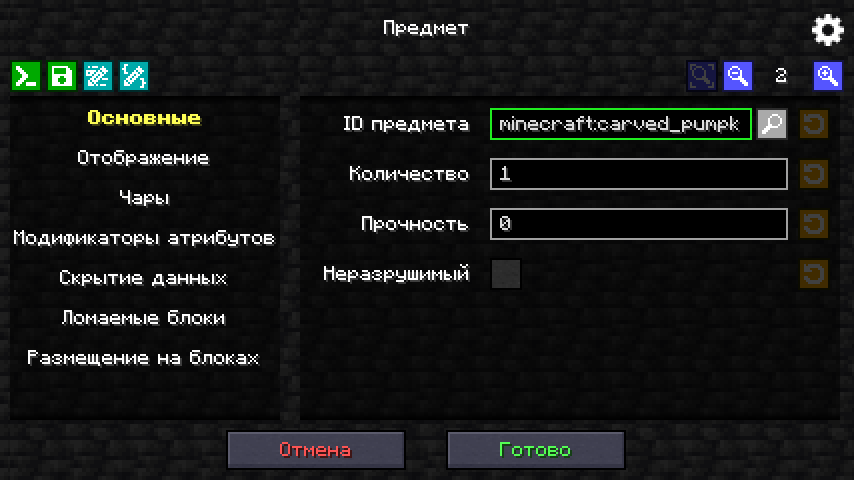 Предмет
2
Основные
Отображение
Чары
Модификаторы атрибутов
Скрытие данных
Ломаемые блоки
Размещение на блоках
ID предмета minecraft:carved_pumpk
Количество 1
Прочность 0
Неразрушимый
Отмена Готово